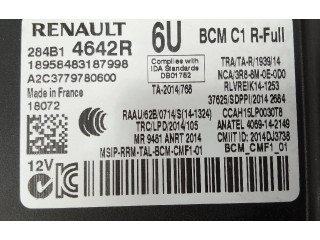 RENAULT 6U BCM C1 R-Full
284B1 4642R
18958483187998
A2C3779780600
Made in France
18072
Complies with
IDA Standards
DB01752
TA-2014/768
TRA/TA-R/1939/14
NCA/3R8-8M-0E-0D0
RLVREIK14-1253
37625/SDPPI/2014 2684
RAAU/62B/0714/S(14-1324)
CCAH15LP0030T8
TRC/LPD/2014/105
ANATEL 4069-14-2149
MR 9481 ANRT 2014
CMIIT ID: 2014DJ3738
12V
MSIP-RRM-TAL-BCM-CMF1-01
BCM_CMF1_01